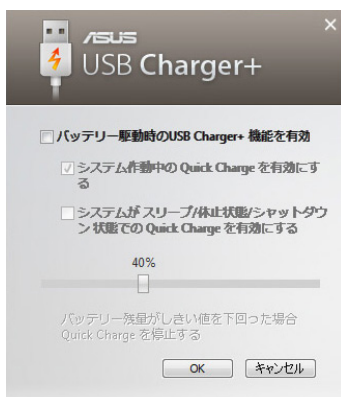 ASUS
USB Charger+
バッテリー駆動時のUSB Charger+ 機能を有効
システム作動中の Quick Charge を有効にす
る
システムが スリープ/休止状態/シャットダウ
ン 状態での Quick Charge を有効にする
40%
バッテリー残量がしきい値を下回った場合
Quick Charge を停止する
OK キャンセル